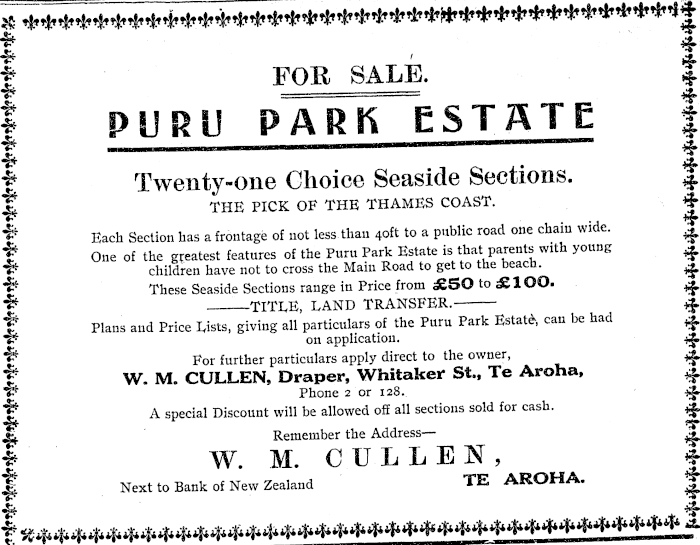 FOR SALE.
PURU PARK ESTATE
Twenty-one Choice Seaside Sections.
THE PICK OF THE THAMES COAST.
Each Section has a frontage of not less than 40ft to a public road one chain wide.
One of the greatest features of the Puru Park Estate is that parents with young
children have not to cross the Main Road to get to the beach.
These Seaside Sections range in Price from £50 to £100.
——TITLE, LAND TRANSFER.——
Plans and Price Lists, giving all particulars of the Puru Park Estate, can be had
on application.
For further particulars apply direct to the owner,
W. M. CULLEN, Draper, Whitaker St., Te Aroha,
Phone 2 or 128.
A special Discount will be allowed off all sections sold for cash.
Remember the Address—
W. M. CULLEN,
Next to Bank of New Zealand TE AROHA.